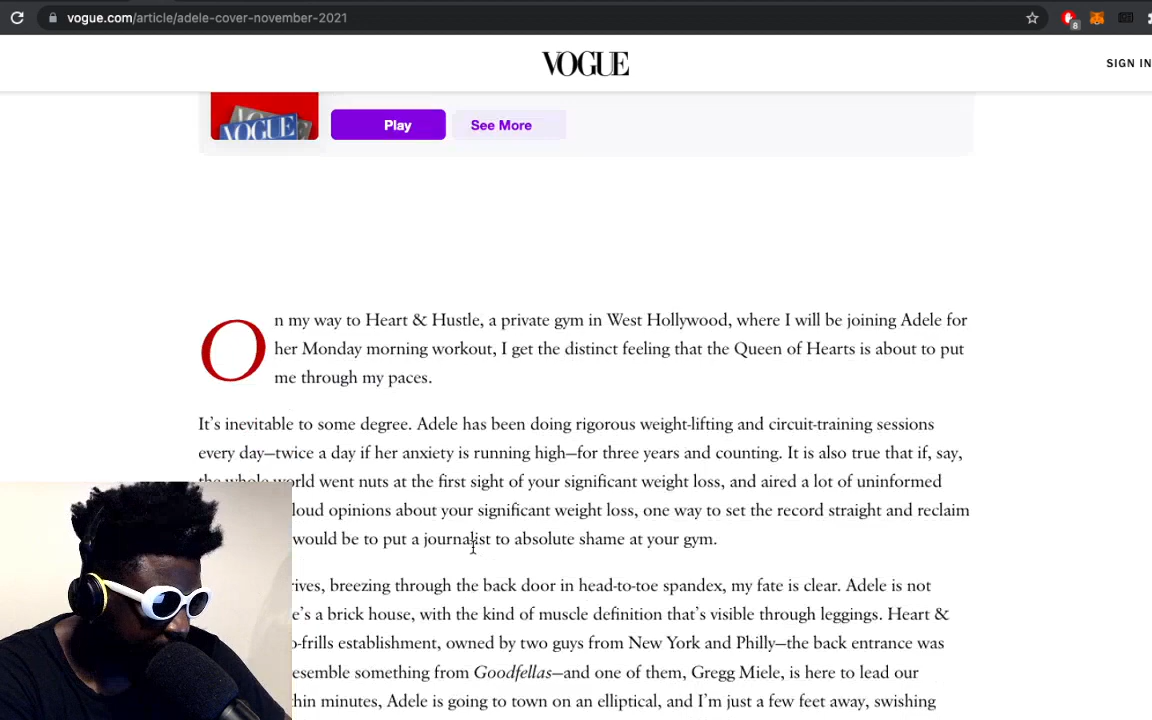 vogue.com/article/adele-cover-november-2021
8
VOGUE
SIGN IN
VOGUE
Play
See More
On my way to Heart & Hustle, a private gym in West Hollywood, where I will be joining Adele for
her Monday morning workout, I get the distinct feeling that the Queen of Hearts is about to put
me through my paces.
It’s inevitable to some degree. Adele has been doing rigorous weight-lifting and circuit-training sessions
every day—twice a day if her anxiety is running high—for three years and counting. It is also true that if, say,
the whole world went nuts at the first sight of your significant weight loss, and aired a lot of uninformed
loud opinions about your significant weight loss, one way to set the record straight and reclaim
would be to put a journalist to absolute shame at your gym.
rives, breezing through the back door in head-to-toe spandex, my fate is clear. Adele is not
e’s a brick house, with the kind of muscle definition that’s visible through leggings. Heart &
o-frills establishment, owned by two guys from New York and Philly—the back entrance was
esemble something from Goodfellas—and one of them, Gregg Miele, is here to lead our
hin minutes, Adele is going to town on an elliptical, and I’m just a few feet away, swishing